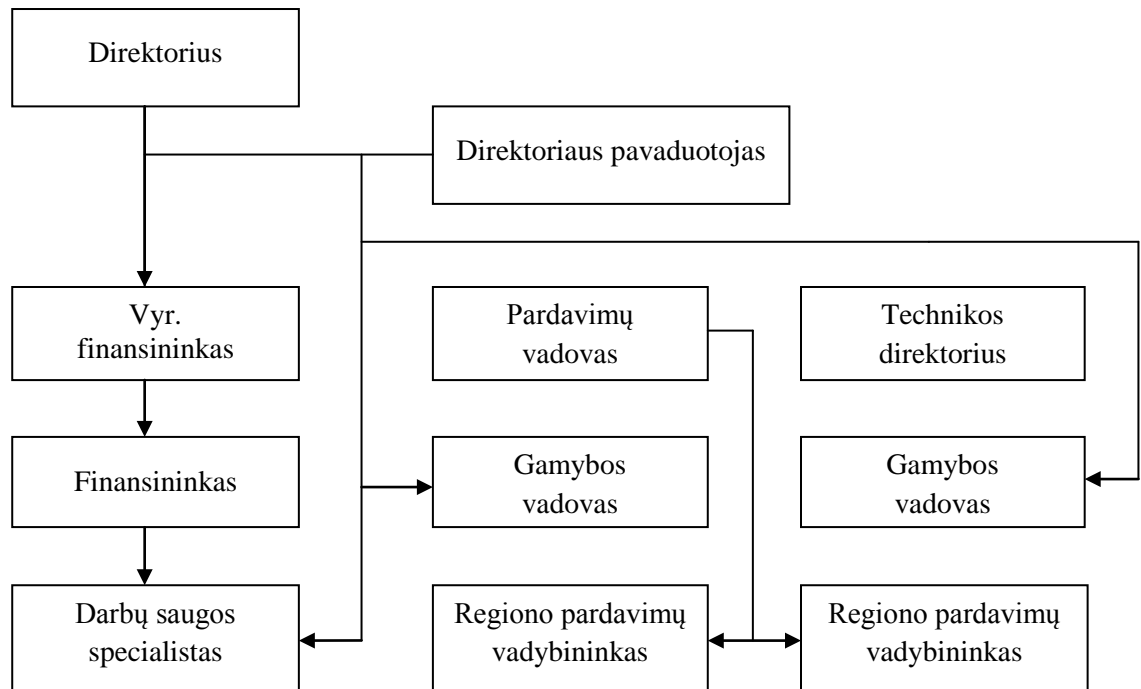 Direktorius
Direktoriaus pavaduotojas
Vyr.
finansininkas
Pardavimų
vadovas
Technikos
direktorius
Finansininkas
Gamybos
vadovas
Gamybos
vadovas
Darbų saugos
specialistas
Regiono pardavimų
vadybininkas
Regiono pardavimų
vadybininkas